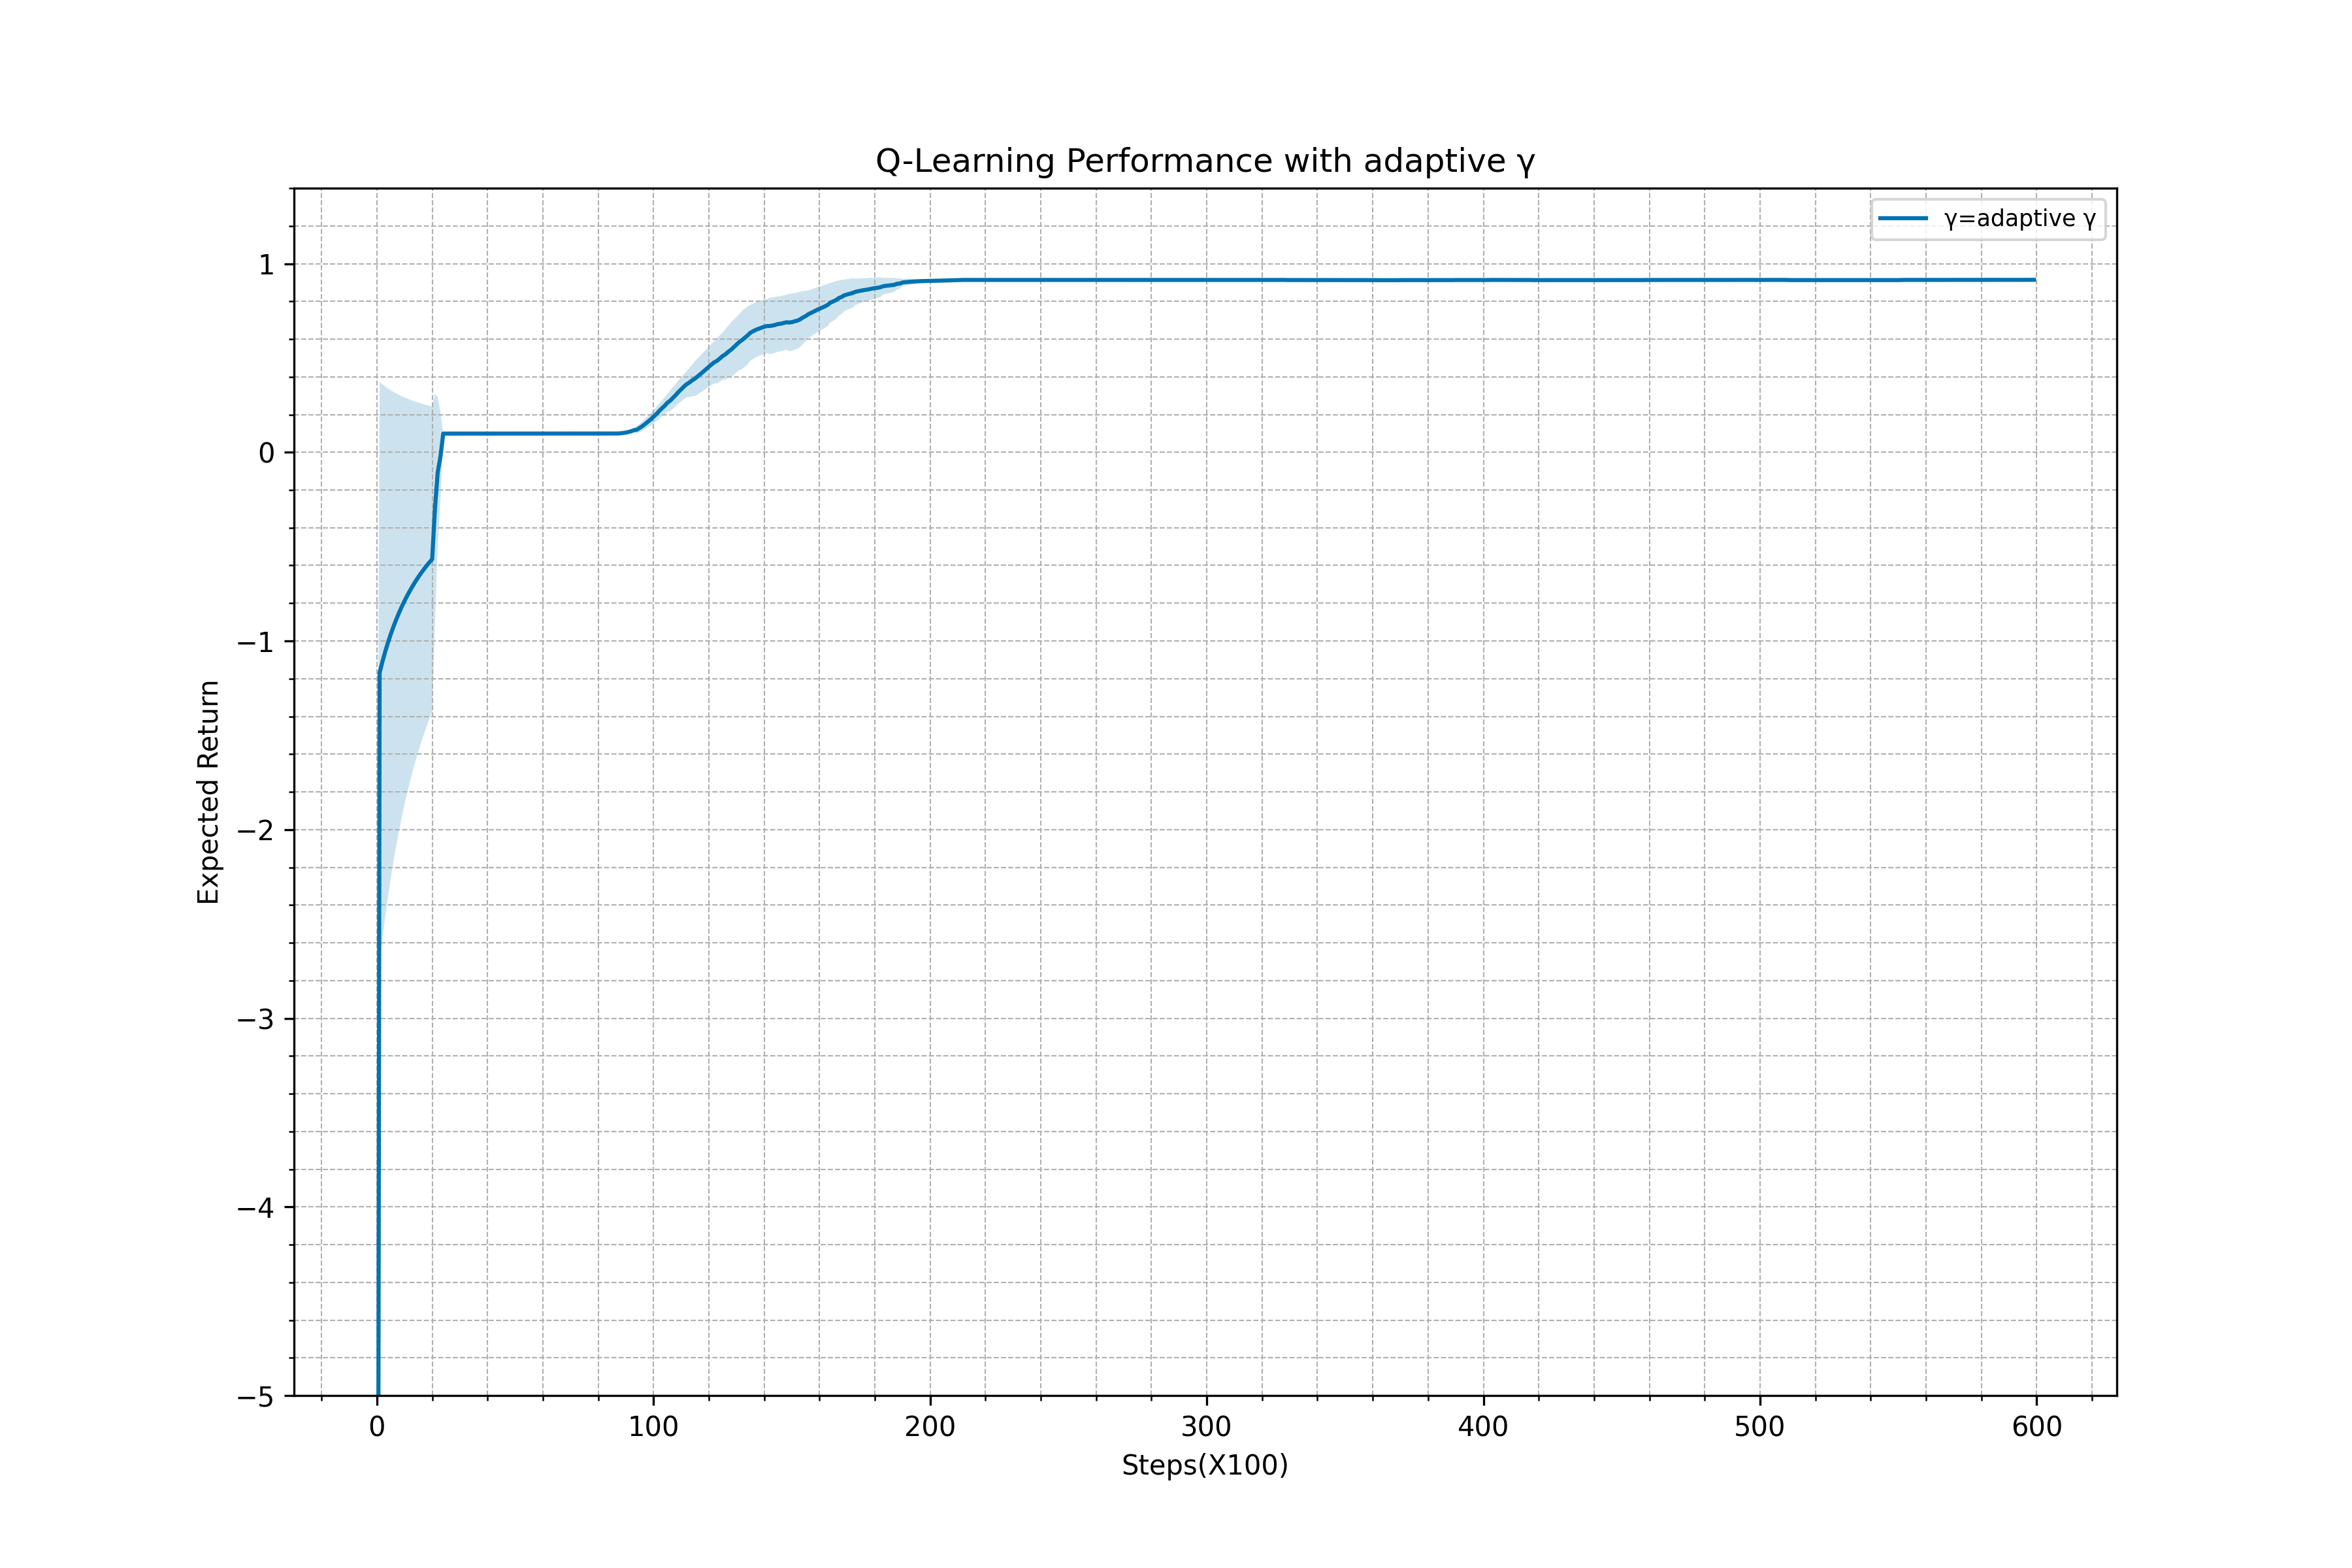 Q-Learning Performance with adaptive γ
γ=adaptive γ
Expected Return
1
0
−1
−2
−3
−4
−5
0 100 200 300 400 500 600
Steps(X100)